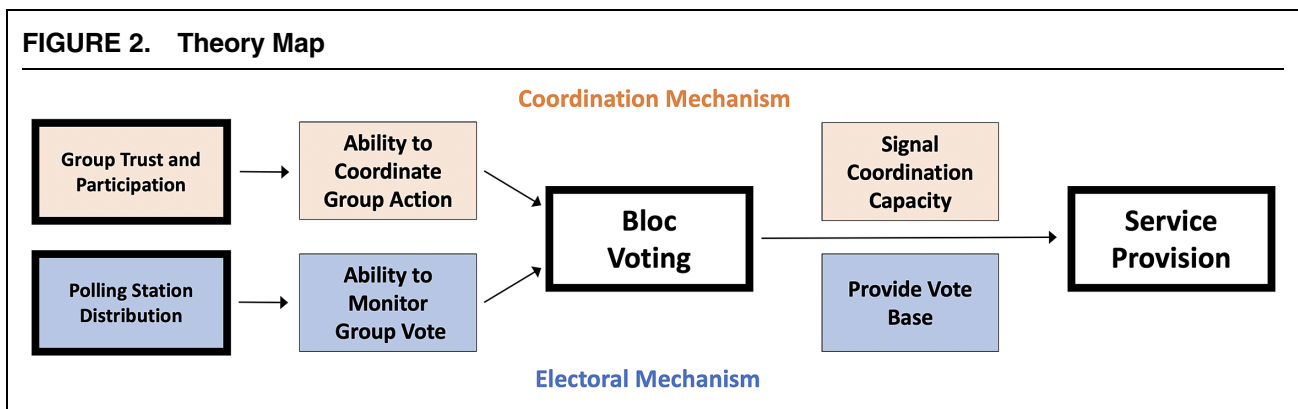 FIGURE 2. Theory Map
Coordination Mechanism
Group Trust and
Participation
Ability to
Coordinate
Group Action
Signal
Coordination
Capacity
Bloc
Voting
Service
Provision
Polling Station
Distribution
Ability to
Monitor
Group Vote
Provide Vote
Base
Electoral Mechanism